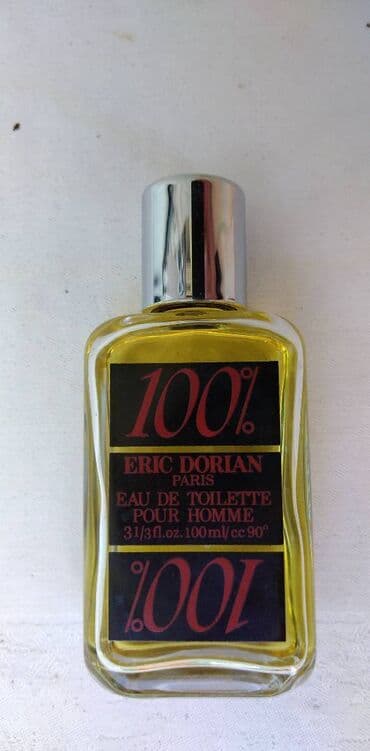 100%
ERIC DORIAN
PARIS
EAU DE TOILETTE
POUR HOMME
3 1/3 fl.oz. 100 ml/cc 90°
100%